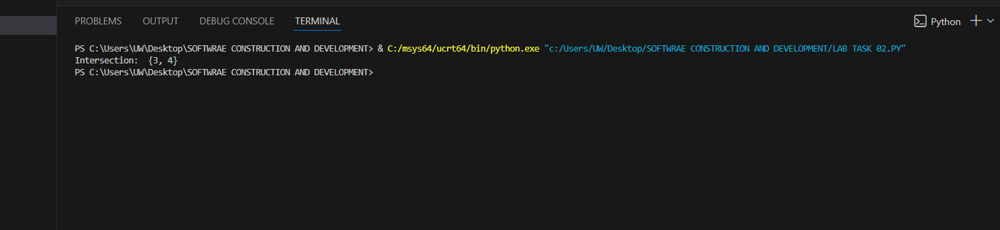 PROBLEMS OUTPUT DEBUG CONSOLE TERMINAL Python
PS C:\Users\UW\Desktop\SOFTWRAE CONSTRUCTION AND DEVELOPMENT> & C:/msys64/ucrt64/bin/python.exe "c:/Users/UW/Desktop/SOFTWRAE CONSTRUCTION AND DEVELOPMENT/LAB TASK 02.PY"
Intersection:  {3, 4}
PS C:\Users\UW\Desktop\SOFTWRAE CONSTRUCTION AND DEVELOPMENT>